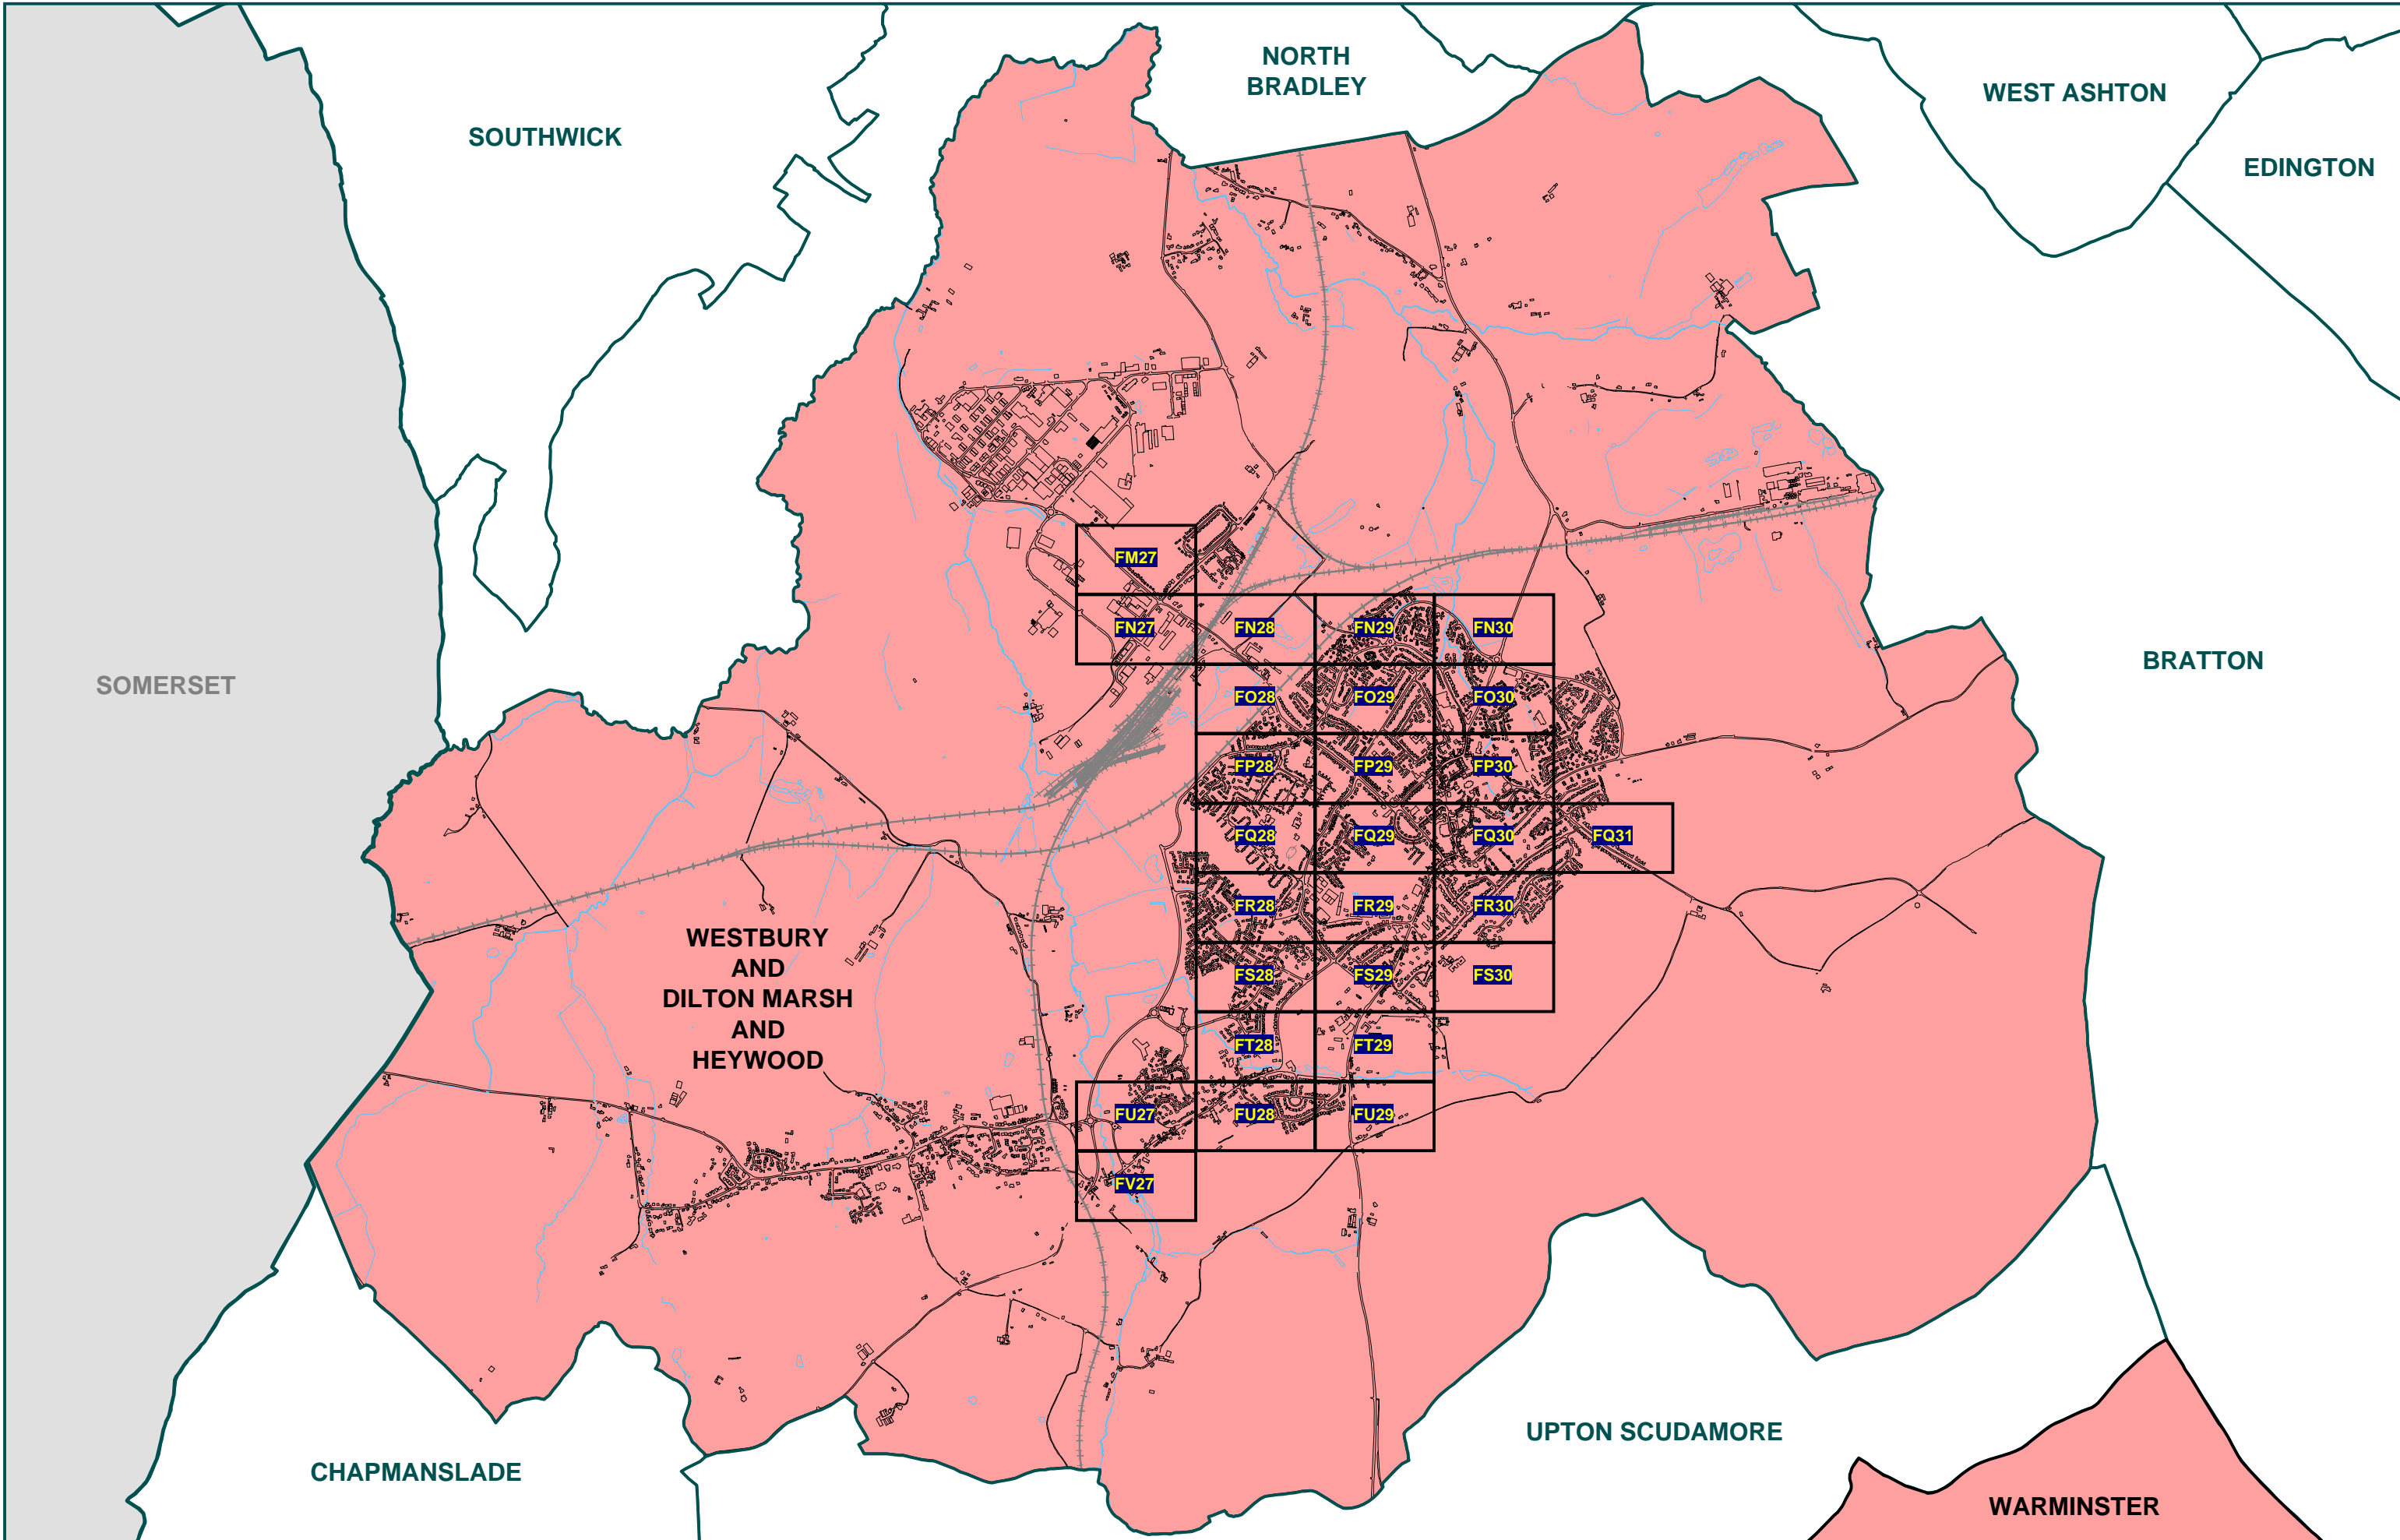 NORTH
BRADLEY
WEST ASHTON
SOUTHWICK
EDINGTON
FM27
FN27
FN28
FN29
FN30
BRATTON
SOMERSET
FO28
FO29
FO30
FP28
FP29
FP30
FQ28
FQ29
FQ30
FQ31
FR28
FR29
FR30
WESTBURY
AND
DILTON MARSH
AND
HEYWOOD
FS28
FS29
FS30
FT28
FT29
FU27
FU28
FU29
FV27
UPTON SCUDAMORE
CHAPMANSLADE
WARMINSTER